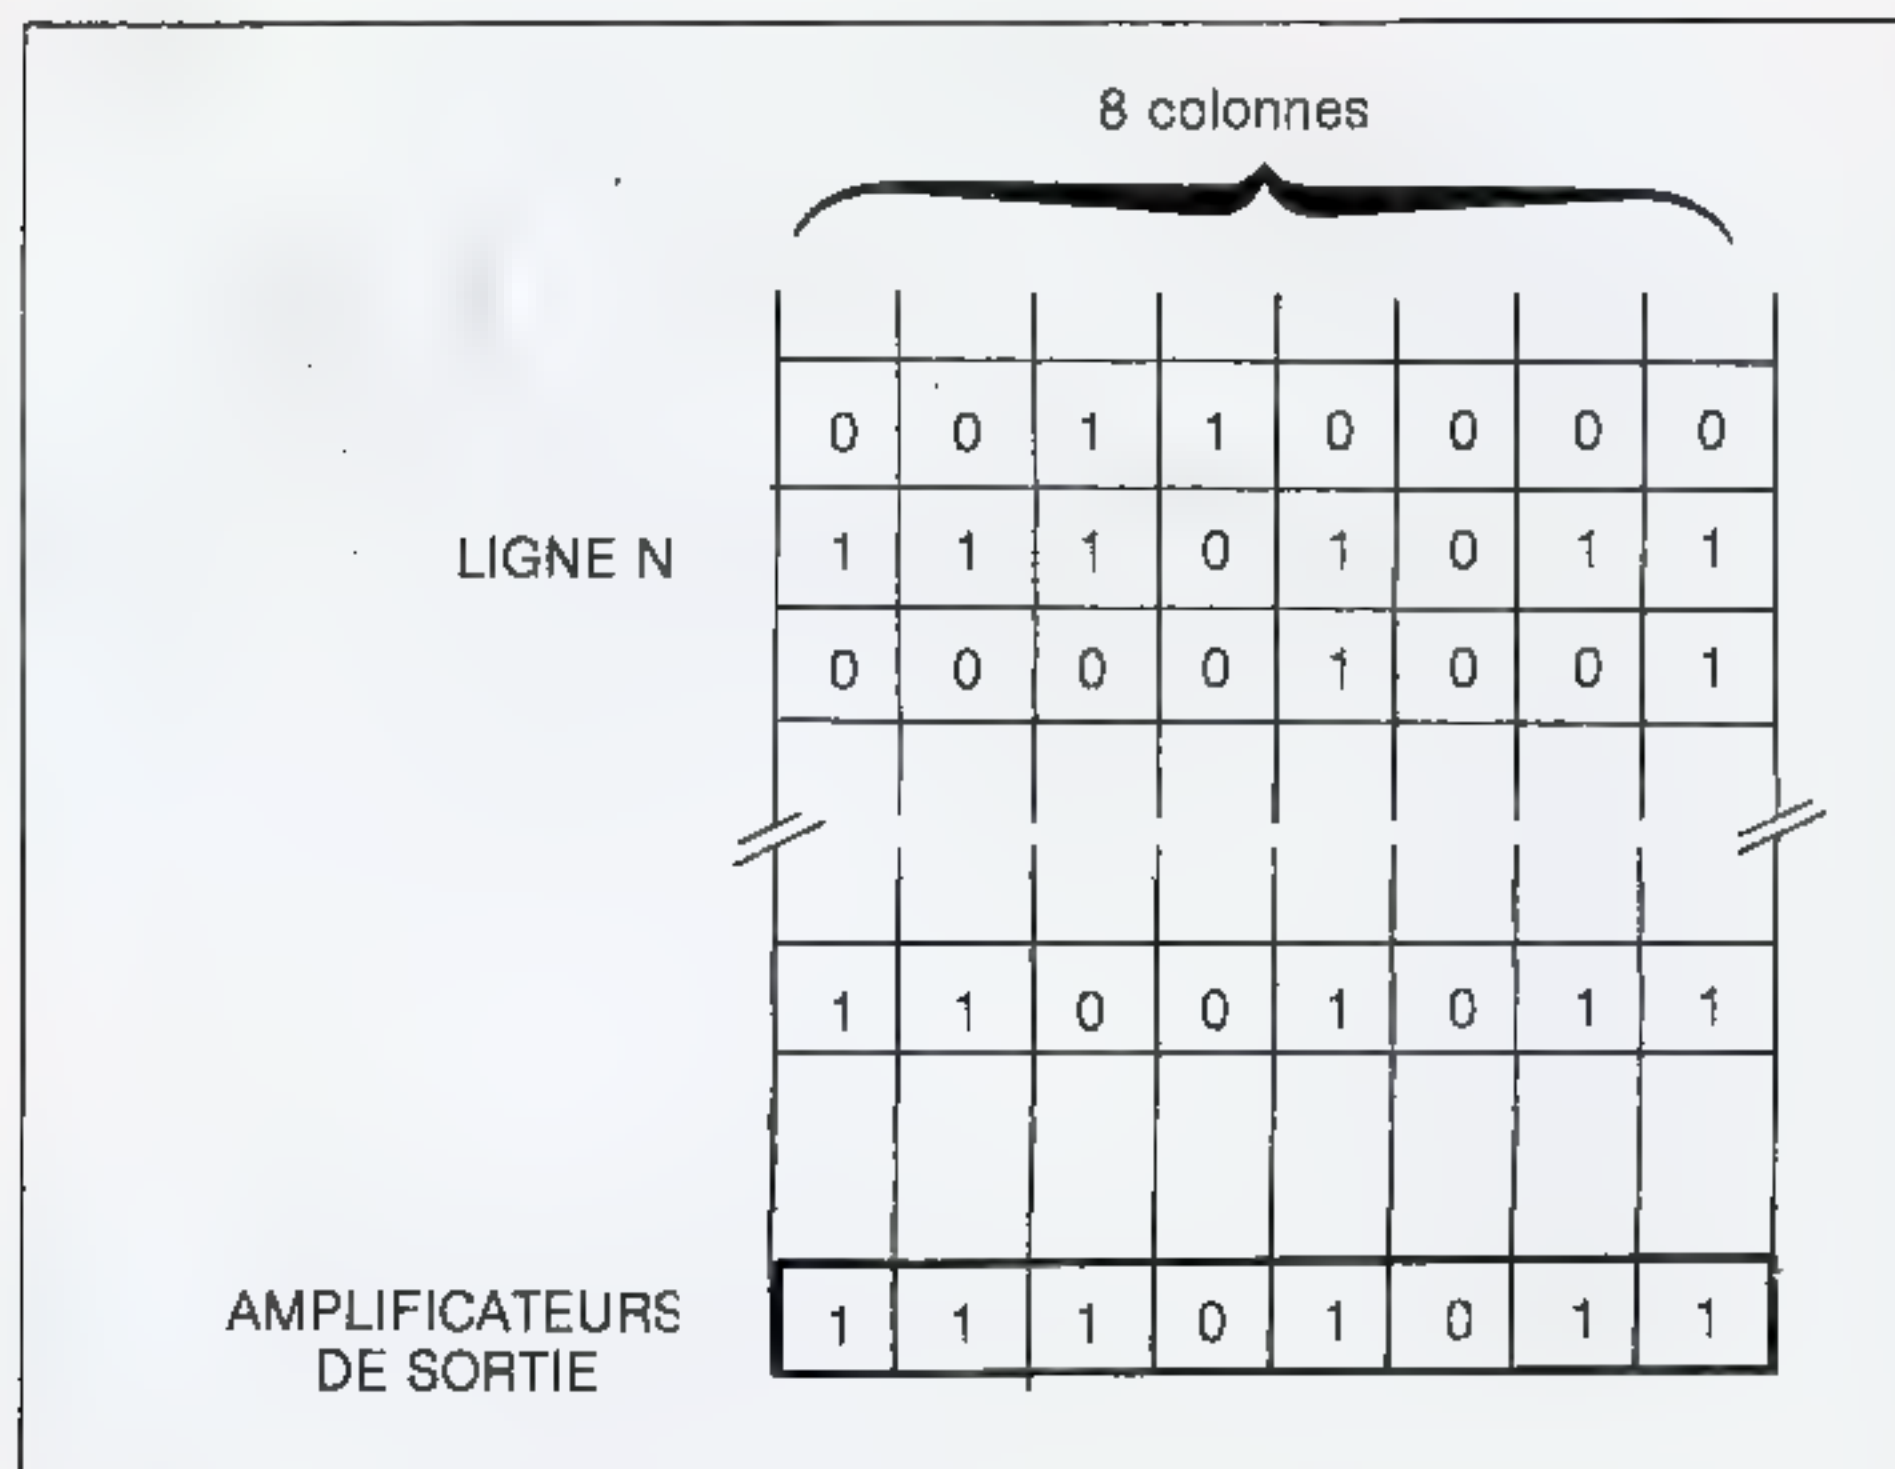 8 colonnes
0 0 1 1 0 0 0 0
LIGNE N 1 1 1 0 1 0 1 1
0 0 0 0 1 0 0 1
1 1 0 0 1 0 1 1
AMPLIFICATEURS
DE SORTIE
1 1 1 0 1 0 1 1